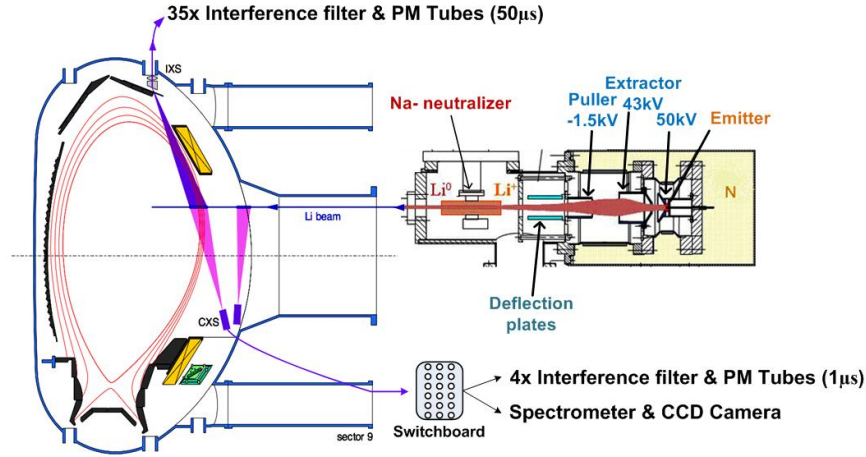 35x Interference filter & PM Tubes (50μs)
IXS
Extractor
Na- neutralizer
Puller
43kV
-1.5kV
50kV
Emitter
Li⁰
Li⁺
N
Li beam
CXS
Deflection
plates
4x Interference filter & PM Tubes (1μs)
Spectrometer & CCD Camera
Switchboard
sector 9